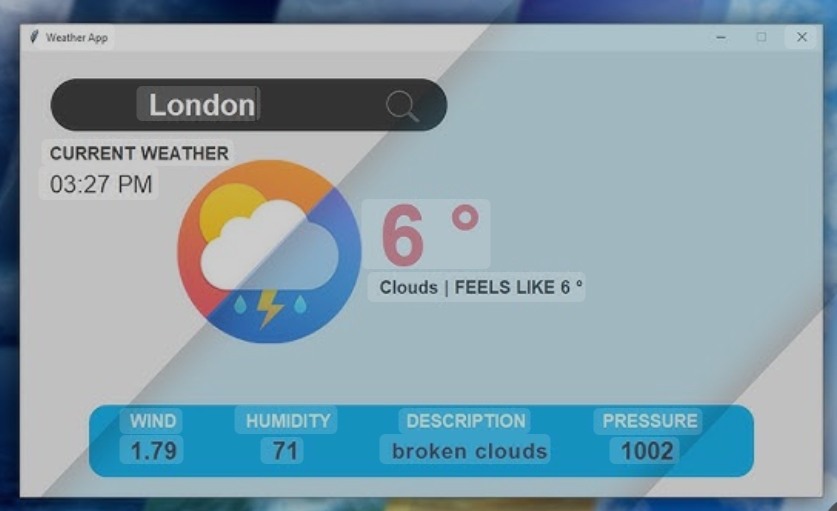 Weather App
London
CURRENT WEATHER
03:27 PM
6 °
Clouds | FEELS LIKE 6 °
WIND HUMIDITY DESCRIPTION PRESSURE
1.79 71 broken clouds 1002